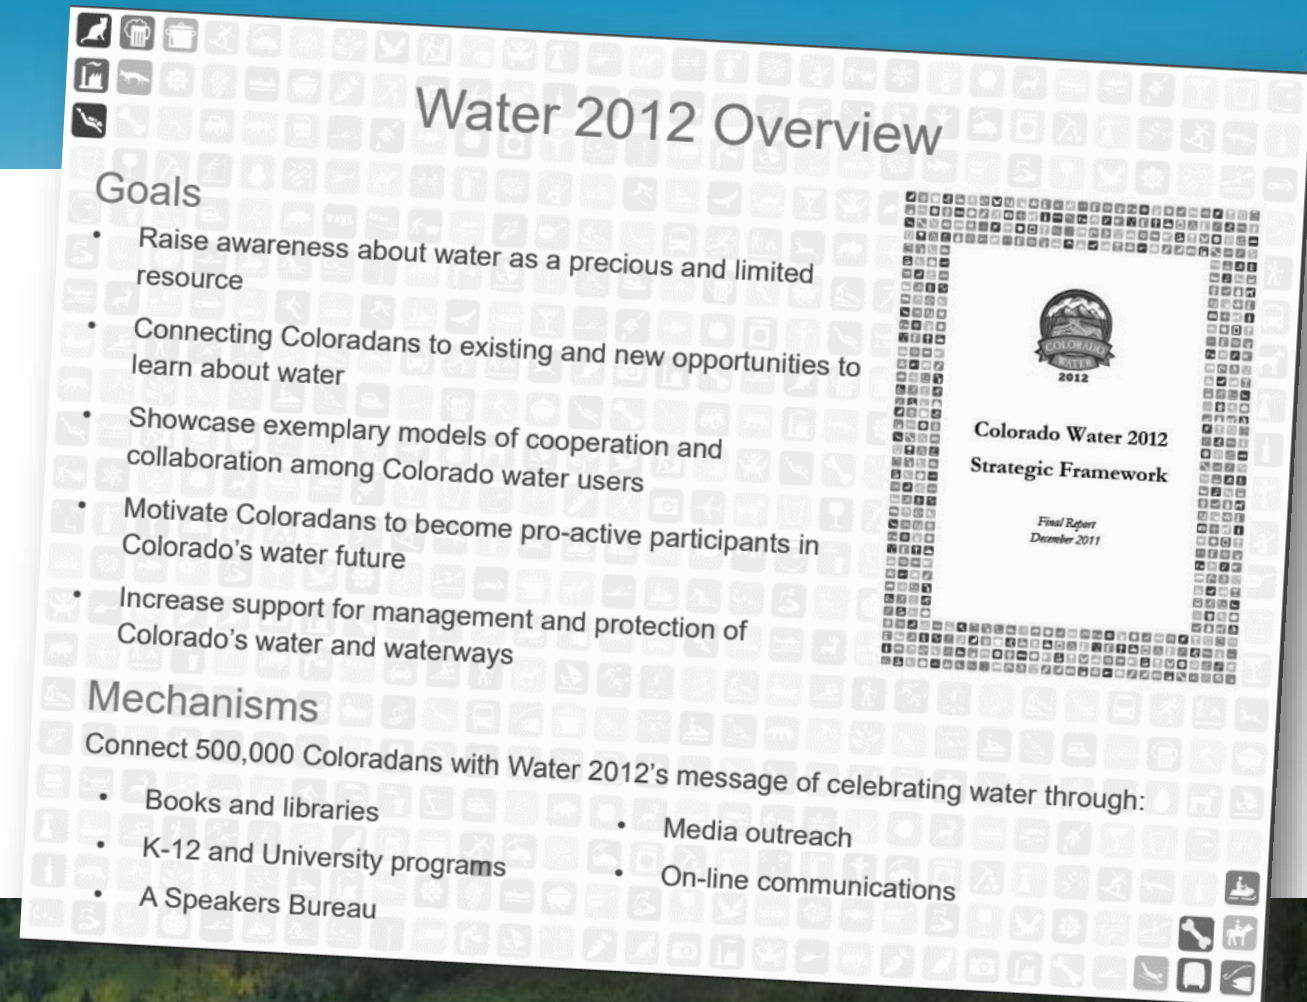 Water 2012 Overview
Goals
• Raise awareness about water as a precious and limited
resource
• Connecting Coloradans to existing and new opportunities to
learn about water
• Showcase exemplary models of cooperation and
collaboration among Colorado water users
• Motivate Coloradans to become pro-active participants in
Colorado's water future
• Increase support for management and protection of
Colorado's water and waterways
COLORADO
WATER
2012
Colorado Water 2012
Strategic Framework
Final Report
December 2011
Mechanisms
Connect 500,000 Coloradans with Water 2012's message of celebrating water through:
• Books and libraries
• K-12 and University programs
• A Speakers Bureau
• Media outreach
• On-line communications